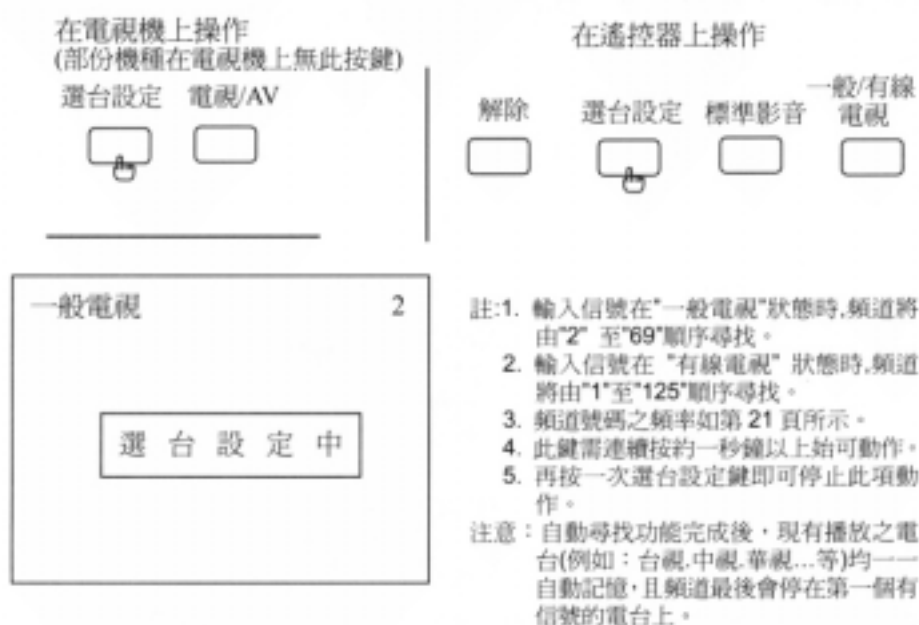 在電視機上操作
(部份機種在電視機上無此按鍵)
選台設定 電視/AV
在遙控器上操作
解除 選台設定 標準影音 一般/有線
電視
一般電視 2
選台設定中
註:1. 輸入信號在"一般電視"狀態時,頻道將
由"2" 至"69"順序尋找。
2. 輸入信號在 "有線電視" 狀態時,頻道
將由"1"至"125"順序尋找。
3. 頻道號碼之頻率如第 21 頁所示。
4. 此鍵需連續按約一秒鐘以上始可動作。
5. 再按一次選台設定鍵即可停止此項動
作。
注意：自動尋找功能完成後，現有播放之電
台(例如：台視.中視.華視...等)均一一
自動記憶，且頻道最後會停在第一個有
信號的電台上。